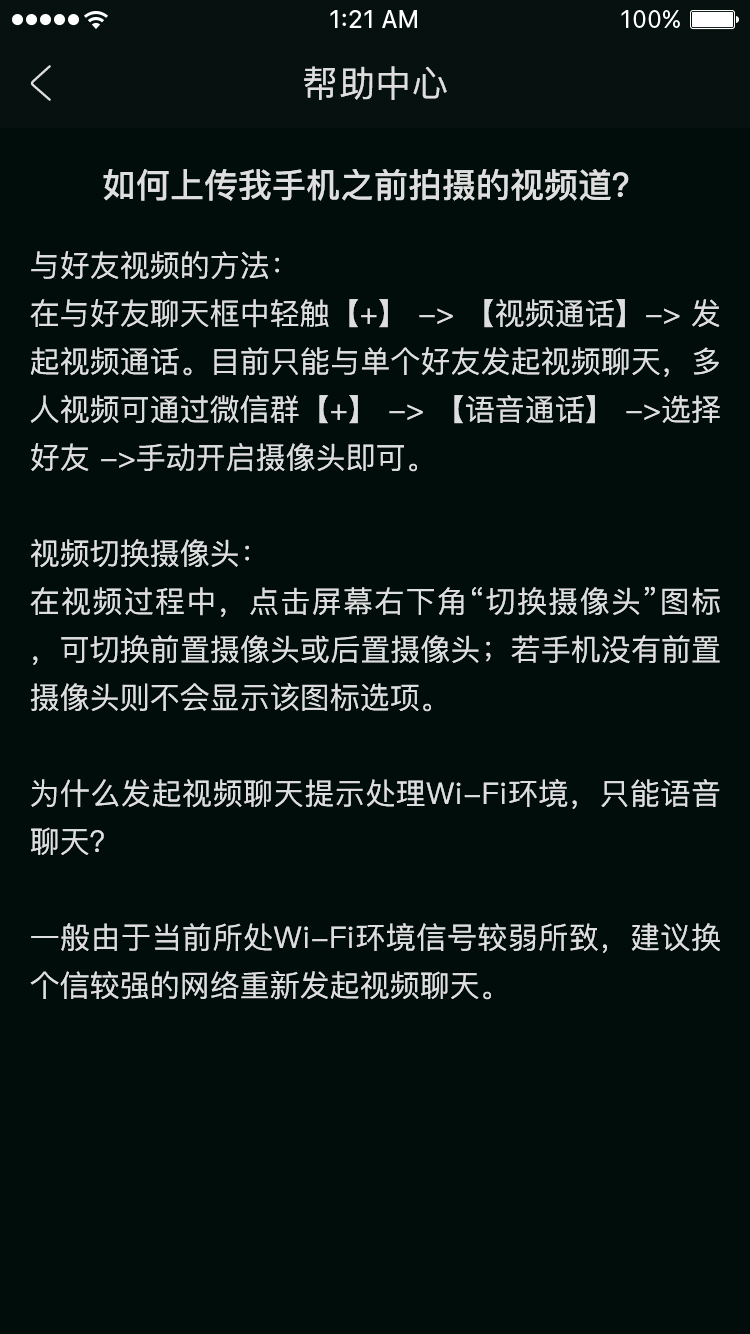 1:21 AM
100%
帮助中心
如何上传我手机之前拍摄的视频道?
与好友视频的方法：
在与好友聊天框中轻触【+】 –> 【视频通话】–> 发
起视频通话。目前只能与单个好友发起视频聊天，多
人视频可通过微信群【+】 –> 【语音通话】 –>选择
好友 –>手动开启摄像头即可。
视频切换摄像头：
在视频过程中，点击屏幕右下角“切换摄像头”图标
，可切换前置摄像头或后置摄像头；若手机没有前置
摄像头则不会显示该图标选项。
为什么发起视频聊天提示处理Wi–Fi环境，只能语音
聊天?
一般由于当前所处Wi–Fi环境信号较弱所致，建议换
个信较强的网络重新发起视频聊天。